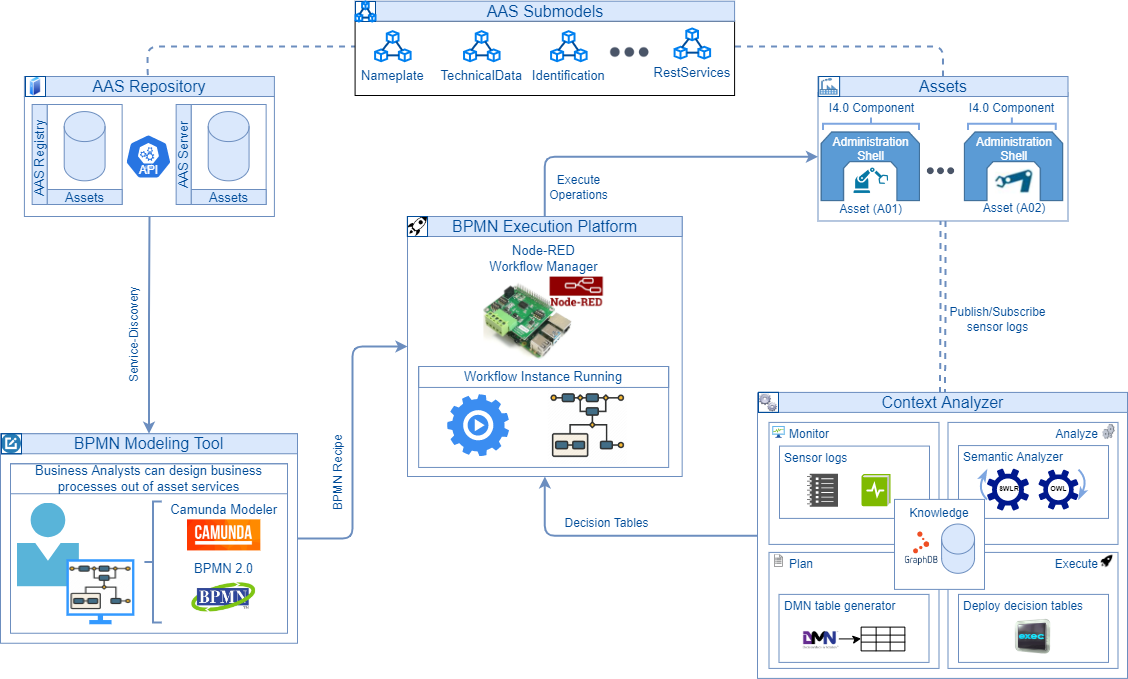 AAS Submodels
Nameplate
TechnicalData
Identification
RestServices
AAS Repository
AAS Registry
Assets
API
AAS Server
Assets
Assets
I4.0 Component
I4.0 Component
Administration
Shell
Administration
Shell
Asset (A01)
Asset (A02)
Execute
Operations
BPMN Execution Platform
Node-RED
Workflow Manager
Node-RED
Workflow Instance Running
Service-Discovery
Publish/Subscribe
sensor logs
BPMN Modeling Tool
Business Analysts can design business
processes out of asset services
Camunda Modeler
CAMUNDA
BPMN 2.0
BPMN
BPMN Recipe
Decision Tables
Context Analyzer
Monitor
Sensor logs
Analyze
Semantic Analyzer
SWLR
OWL
Knowledge
GraphDB
Plan
DMN table generator
DMN
Execute
Deploy decision tables
exec